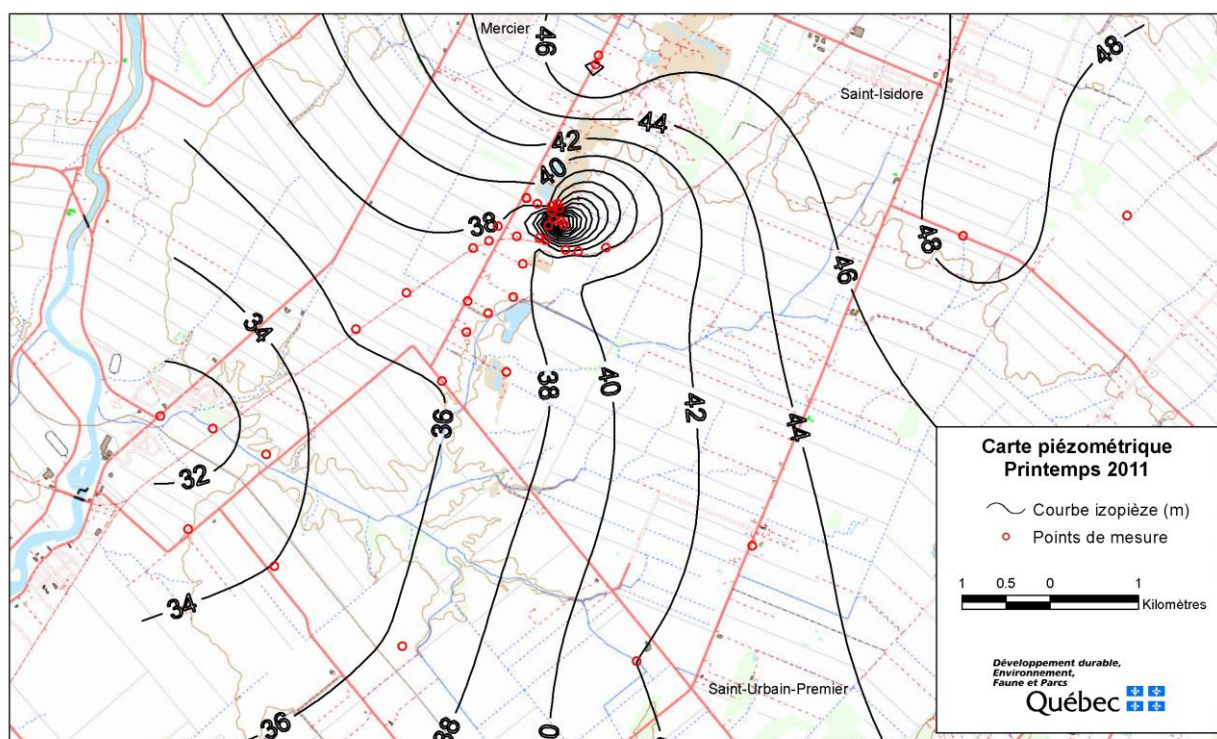 Mercier
46
48
Saint-Isidore
44
42
40
38
48
46
34
38
40
42
36
44
32
34
36
38
Saint-Urbain-Premier
Carte piézométrique
Printemps 2011
Courbe izopièze (m)
Points de mesure
1 0.5 0 1
Kilomètres
Développement durable,
Environnement,
Faune et Parcs
Québec